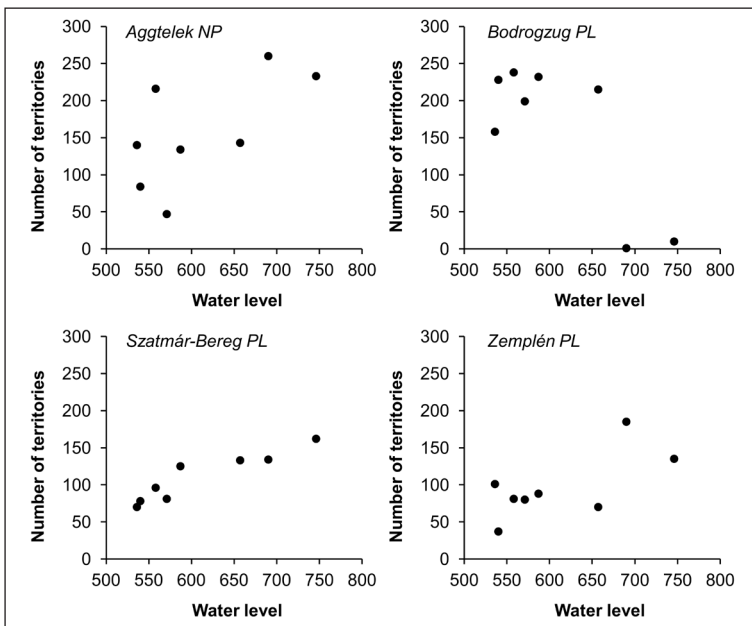 Aggtelek NP
300
250
200
150
100
50
0
Number of territories
500 550 600 650 700 750 800
Water level
Bodrogzug PL
300
250
200
150
100
50
0
Number of territories
500 550 600 650 700 750 800
Water level
Szatmár-Bereg PL
300
250
200
150
100
50
0
Number of territories
500 550 600 650 700 750 800
Water level
Zemplén PL
300
250
200
150
100
50
0
Number of territories
500 550 600 650 700 750 800
Water level